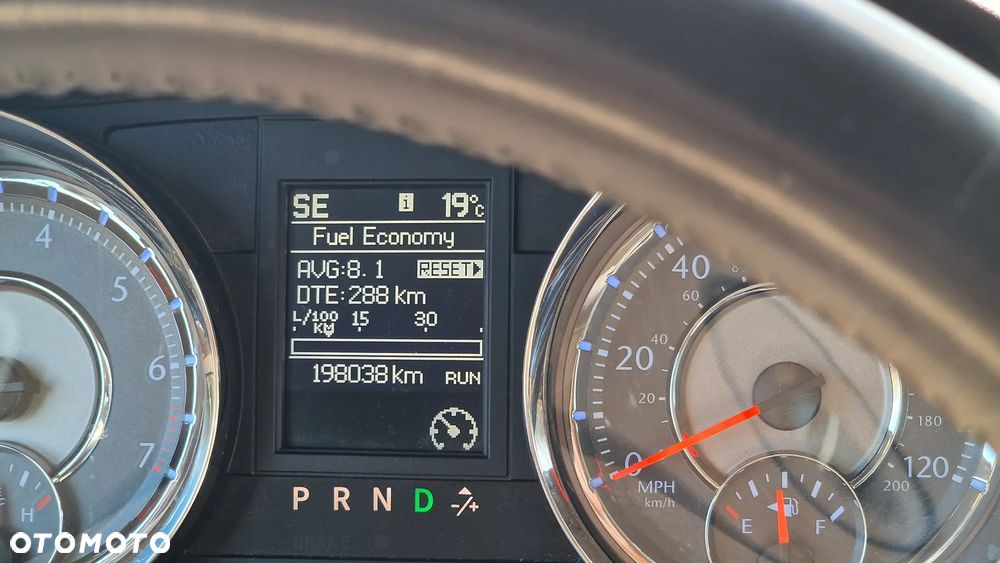 SE i 19°C
Fuel Economy
AVG:8.1 RESET
DTE:288 km
L/100 KM 15 30
198038 km RUN
P R N D -/+
4
5
6
7
H
0
20
40
120
20
40
60
180
200
MPH
km/h
E F
BRAKE
OTOMOTO